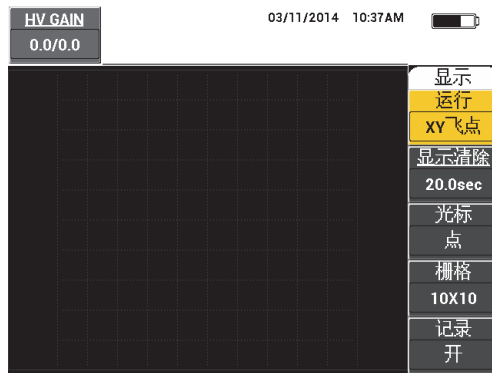 HV GAIN
0.0/0.0
03/11/2014 10:37AM
显示
运行
XY飞点
显示清除
20.0sec
光标
点
栅格
10X10
记录
开